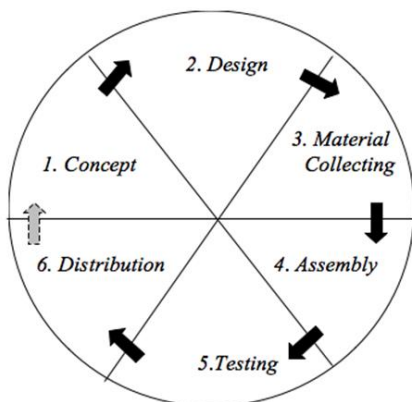 1. Concept
2. Design
3. Material
Collecting
4. Assembly
5.Testing
6. Distribution